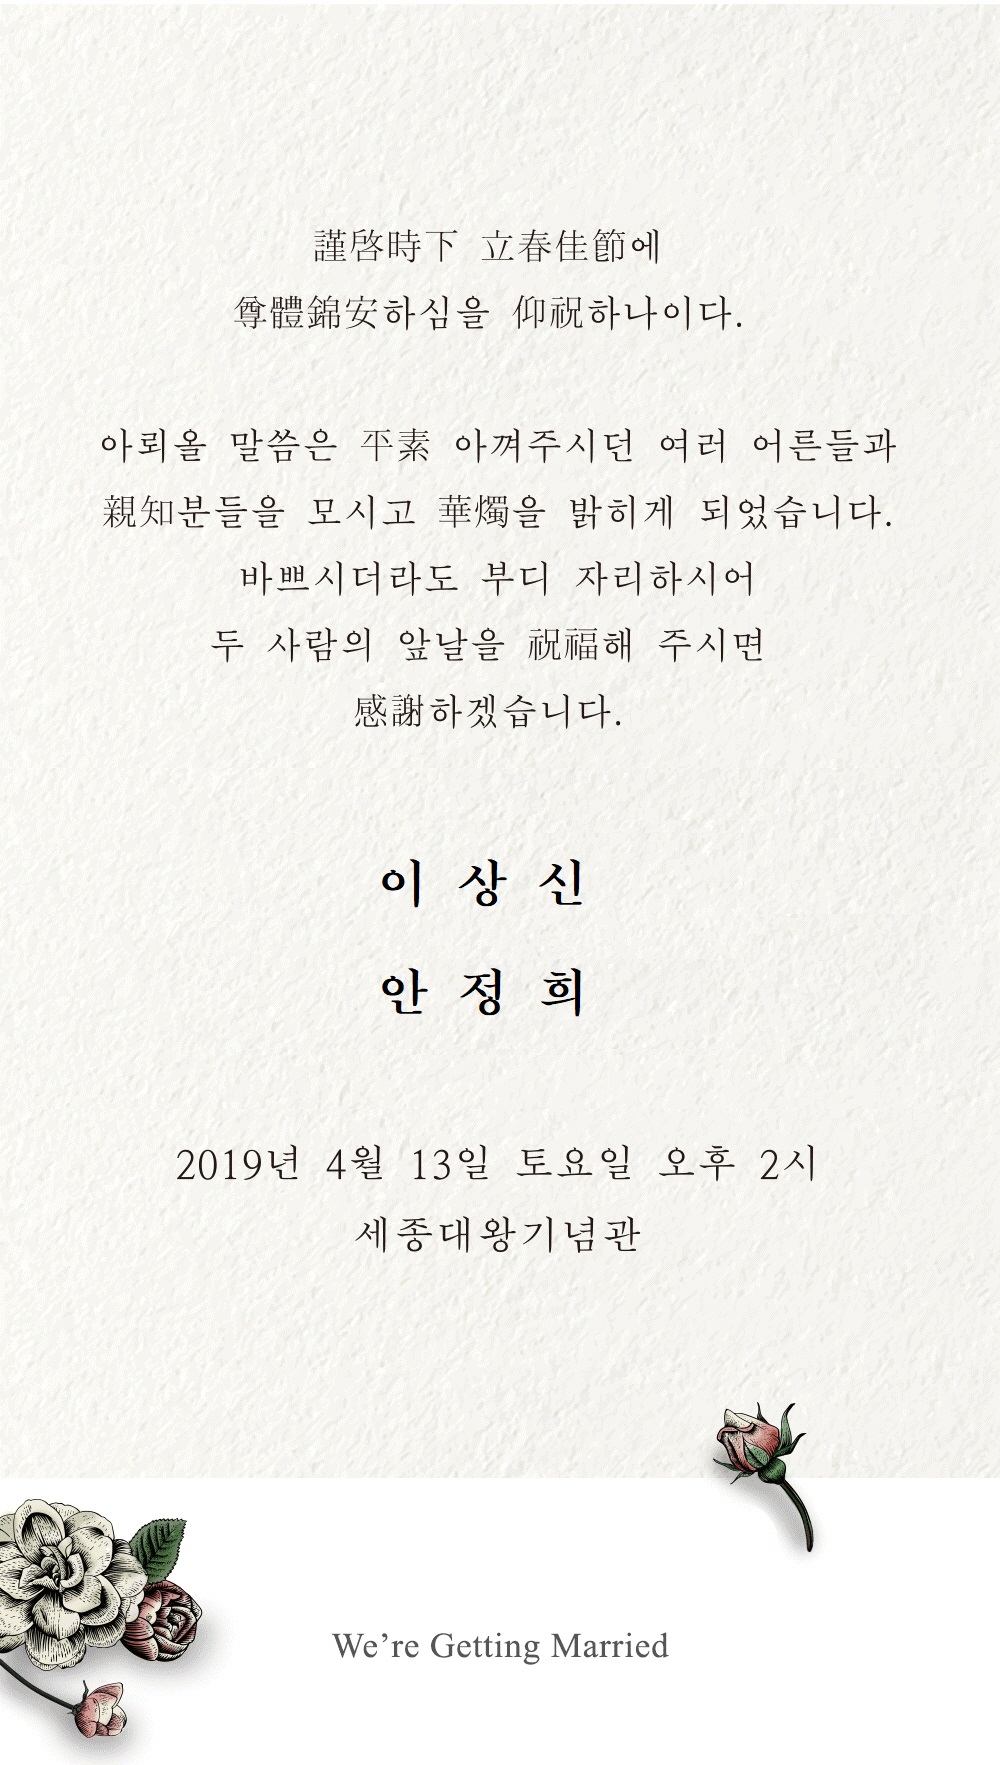 謹啓時下 立春佳節에
尊體錦安하심을 仰祝하나이다.
아뢰올 말씀은 平素 아껴주시던 여러 어른들과
親知분들을 모시고 華燭을 밝히게 되었습니다.
바쁘시더라도 부디 자리하시어
두 사람의 앞날을 祝福해 주시면
感謝하겠습니다.
이 상 신
안 정 희
2019년 4월 13일 토요일 오후 2시
세종대왕기념관
We're Getting Married